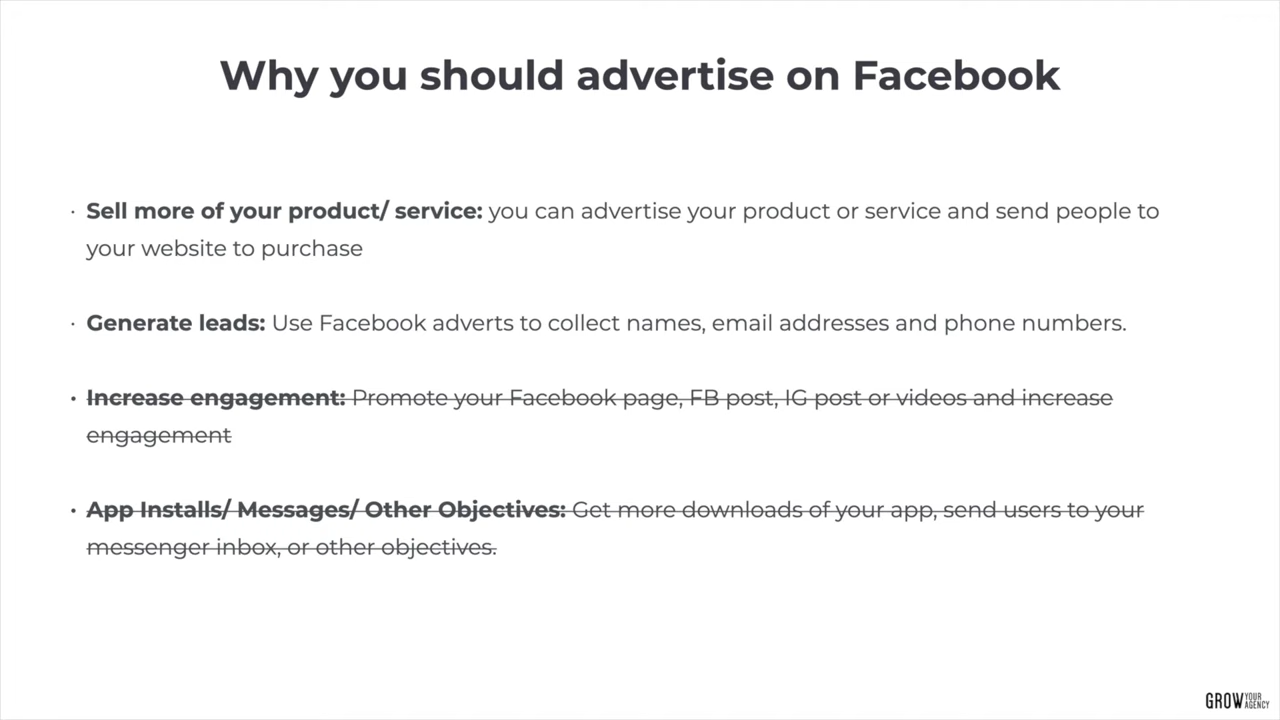 Why you should advertise on Facebook
· Sell more of your product/ service: you can advertise your product or service and send people to
your website to purchase
· Generate leads: Use Facebook adverts to collect names, email addresses and phone numbers.
• Increase engagement: Promote your Facebook page, FB post, IG post or videos and increase
engagement
• App Installs/ Messages/ Other Objectives: Get more downloads of your app, send users to your
messenger inbox, or other objectives.
GROW YOUR
AGENCY